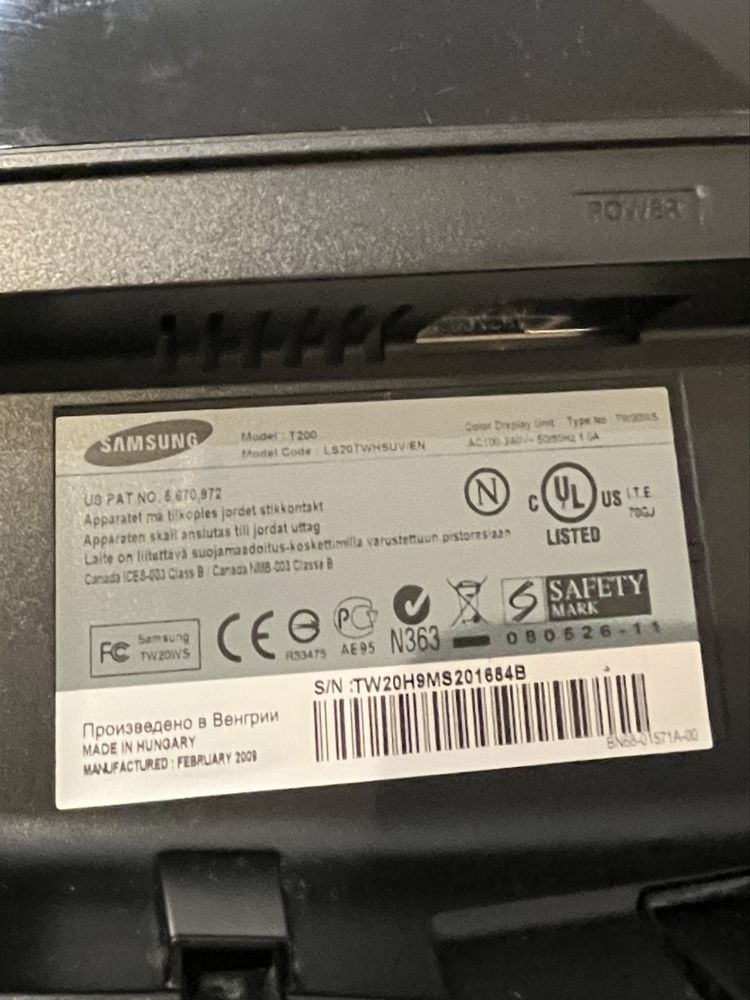 POWER
SAMSUNG
Model : T200
Model Code : LS20TWHSUV/EN
Color Display Unit Type No : TW20WS
AC100-240V~ 50/60Hz 1.0A
US PAT NO. 6,670,972
Apparatet må tilkoples jordet stikkontakt
Apparaten skall anslutas till jordat uttag
Laite on liitettävä suojamaadoitus-koskettimilla varustettuun pistorasiaan
Canada ICES-003 Class B / Canada NMB-003 Classe B
N
C UL US I.T.E.
LISTED
FC Samsung
TW20WS
CE
R33475
AE95
N363
S SAFETY
MARK
080526-11
S/N :TW20H9MS201684B
Произведено в Венгрии
MADE IN HUNGARY
MANUFACTURED : FEBRUARY 2009
BN68-01571A-00